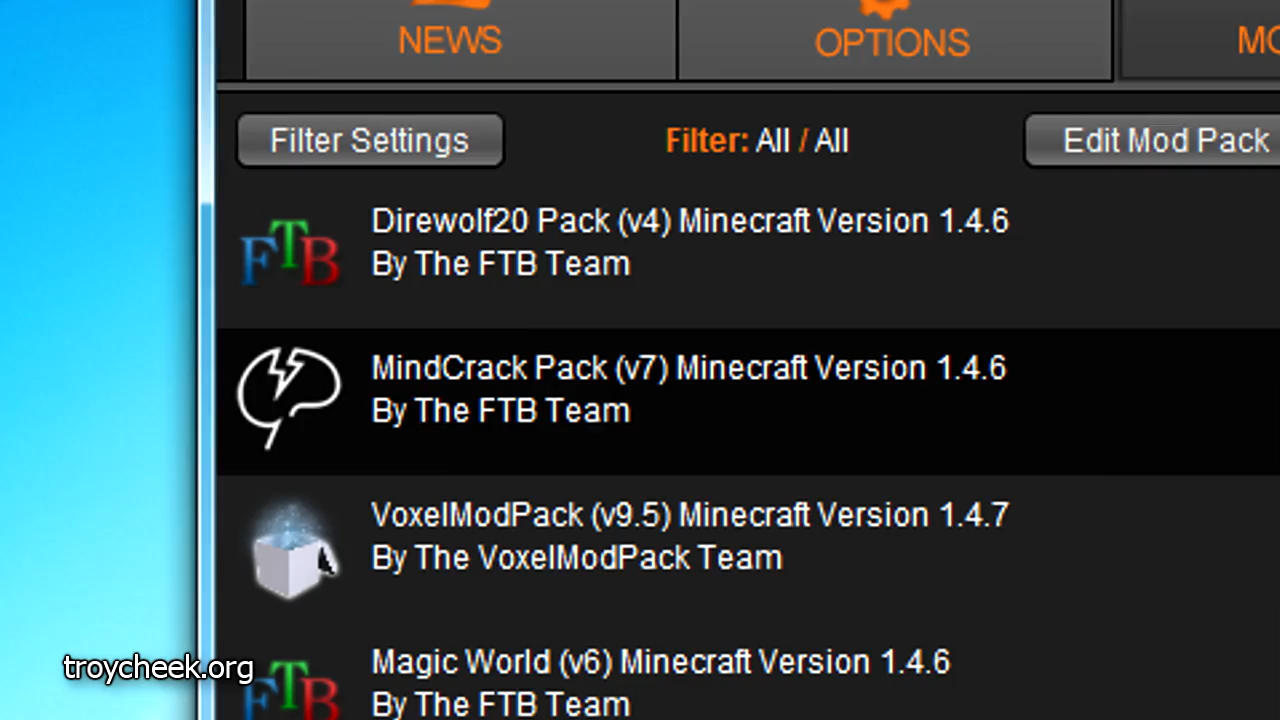 NEWS
OPTIONS
MO
Filter Settings
Filter: All / All
Edit Mod Pack
FTB
Direwolf20 Pack (v4) Minecraft Version 1.4.6
By The FTB Team
MindCrack Pack (v7) Minecraft Version 1.4.6
By The FTB Team
VoxelModPack (v9.5) Minecraft Version 1.4.7
By The VoxelModPack Team
FTB
Magic World (v6) Minecraft Version 1.4.6
By The FTB Team
troycheek.org